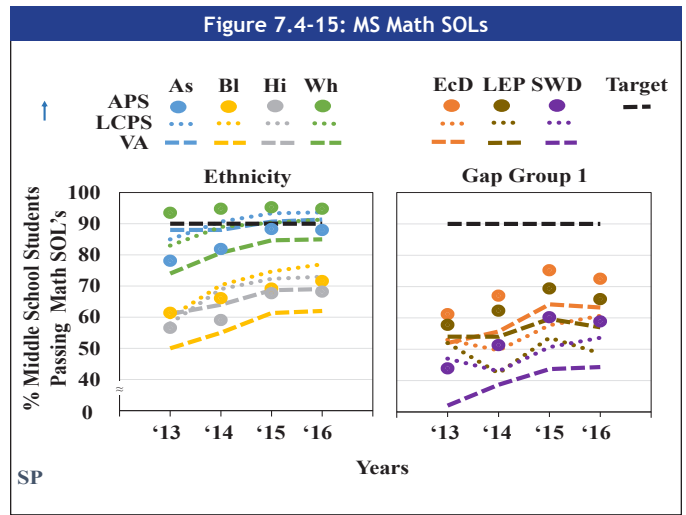 Figure 7.4-15: MS Math SOLs
As Bl Hi Wh EcD LEP SWD Target
APS
LCPS
VA
Ethnicity
Gap Group 1
% Middle School Students
Passing Math SOL's
100
90
80
70
60
50
40
0
‘13 ‘14 ‘15 ‘16
‘13 ‘14 ‘15 ‘16
Years
SP